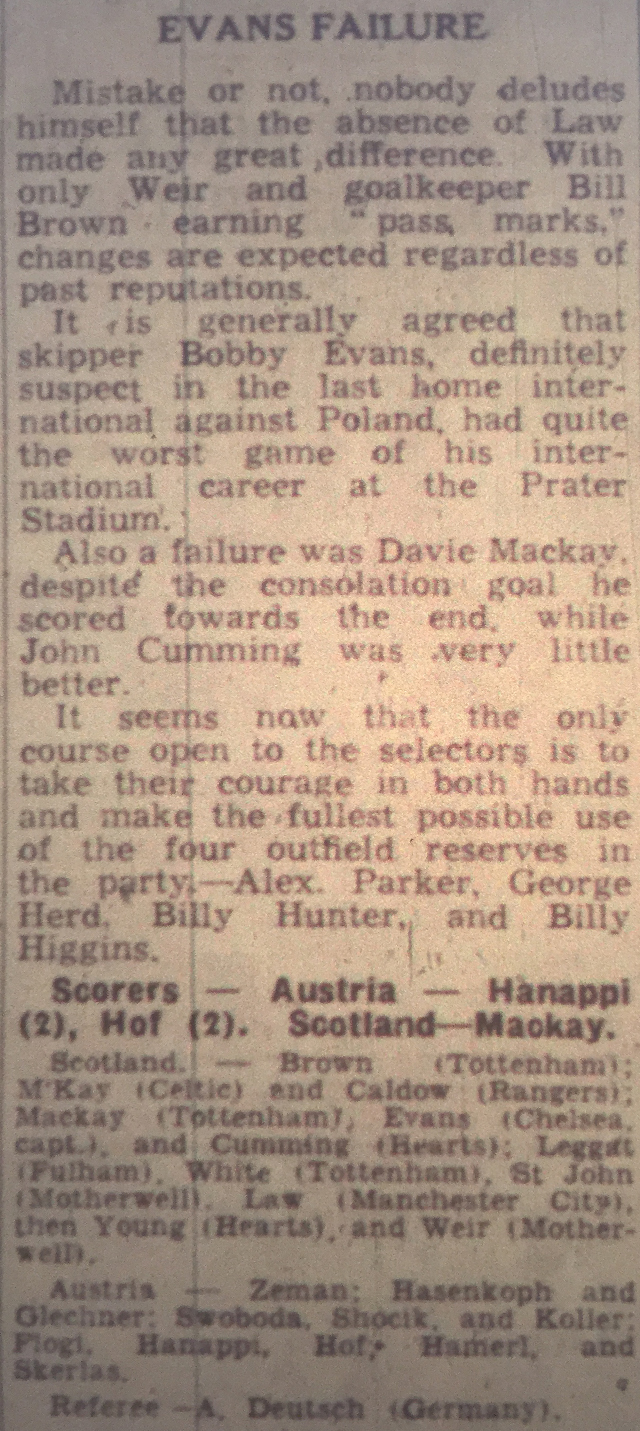 EVANS FAILURE
Mistake or not, nobody deludes
himself that the absence of Law
made any great difference. With
only Weir and goalkeeper Bill
Brown earning "pass marks,"
changes are expected regardless of
past reputations.
It is generally agreed that
skipper Bobby Evans, definitely
suspect in the last home inter-
national against Poland, had quite
the worst game of his inter-
national career at the Prater
Stadium.
Also a failure was Davie Mackay,
despite the consolation goal he
scored towards the end, while
John Cumming was very little
better.
It seems now that the only
course open to the selectors is to
take their courage in both hands
and make the fullest possible use
of the four outfield reserves in
the party.—Alex. Parker, George
Herd, Billy Hunter, and Billy
Higgins.
Scorers — Austria — Hanappi
(2), Hof (2). Scotland—Mackay.
Scotland. — Brown (Tottenham);
M'Kay (Celtic) and Caldow (Rangers);
Mackay (Tottenham), Evans (Chelsea,
capt.), and Cumming (Hearts); Leggat
(Fulham), White (Tottenham), St John
(Motherwell), Law (Manchester City),
then Young (Hearts), and Weir (Mother-
well).
Austria — Zeman; Hasenkoph and
Glechner; Swoboda, Shocik, and Koller;
Flogi, Hanappi, Hof, Hamerl, and
Skerlas.
Referee —A. Deutsch (Germany).